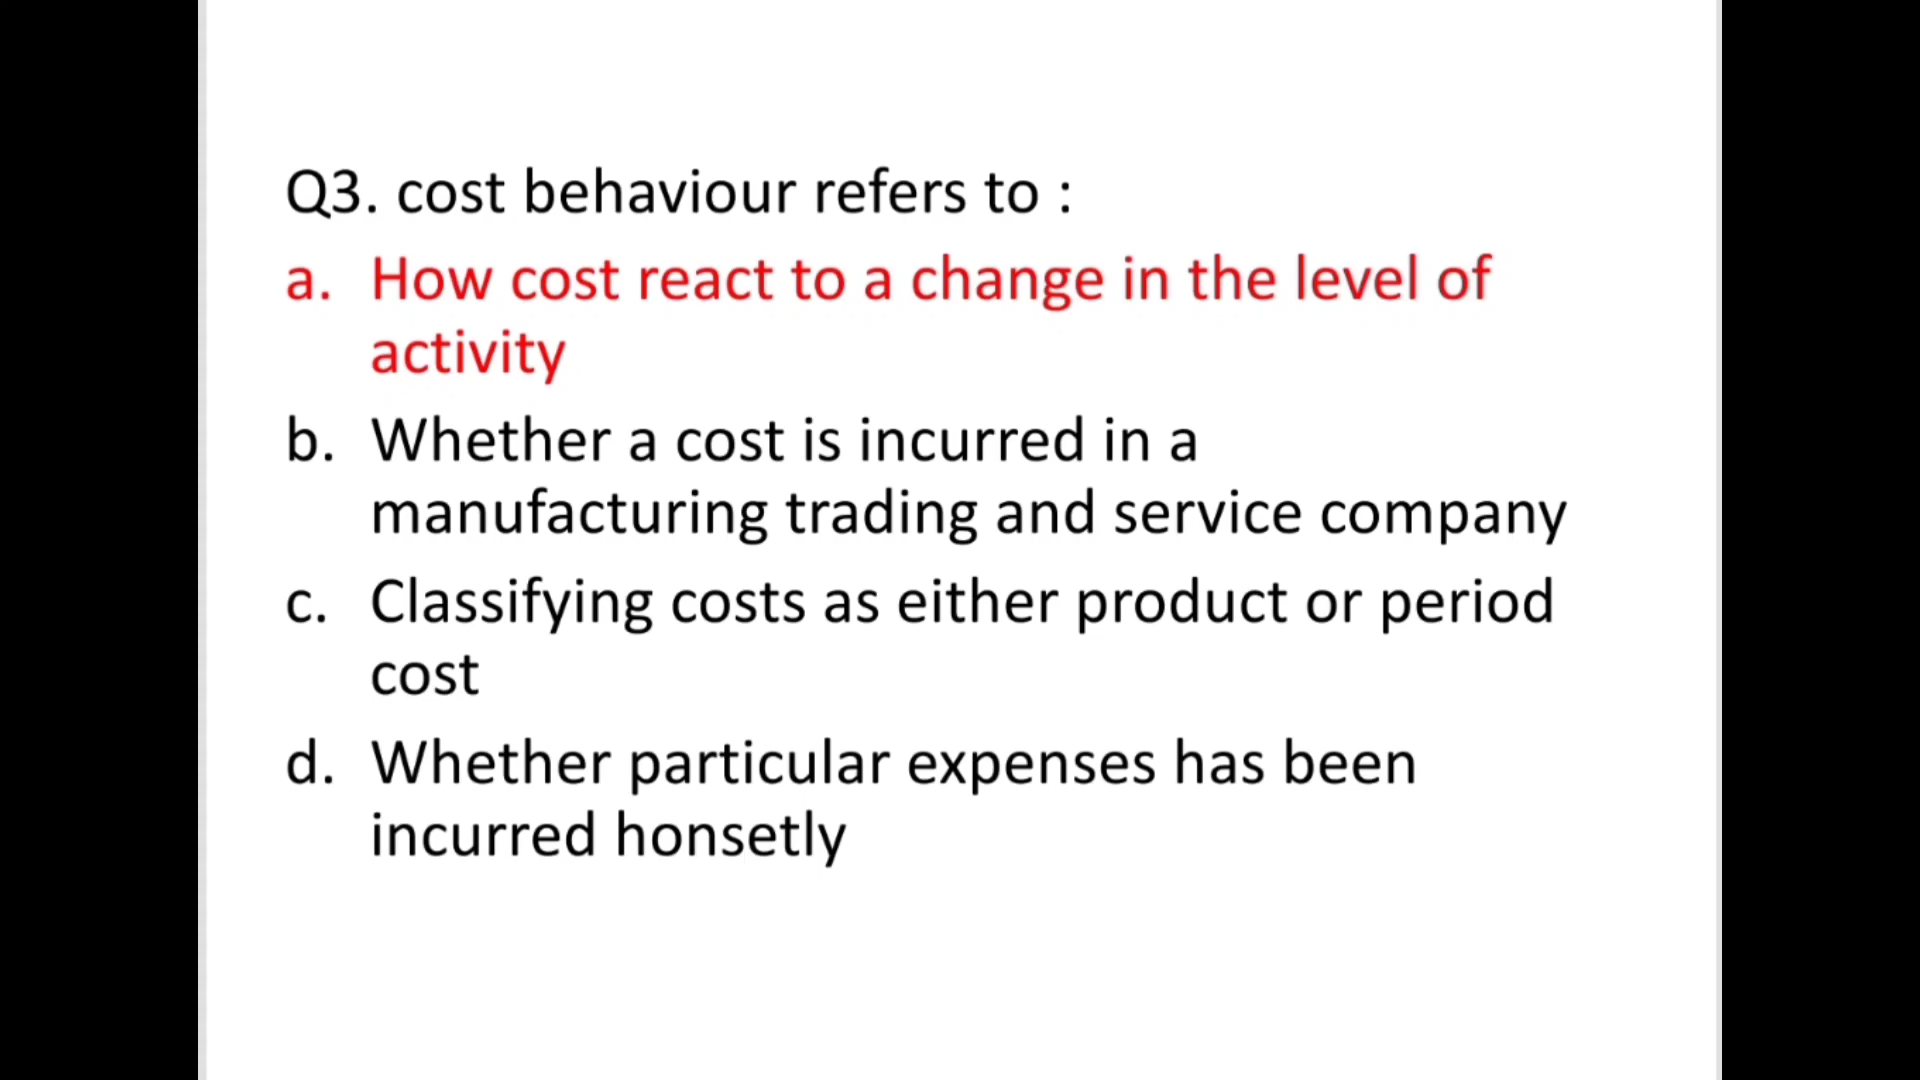 Q3. cost behaviour refers to :
a. How cost react to a change in the level of
activity
b. Whether a cost is incurred in a
manufacturing trading and service company
c. Classifying costs as either product or period
cost
d. Whether particular expenses has been
incurred honsetly